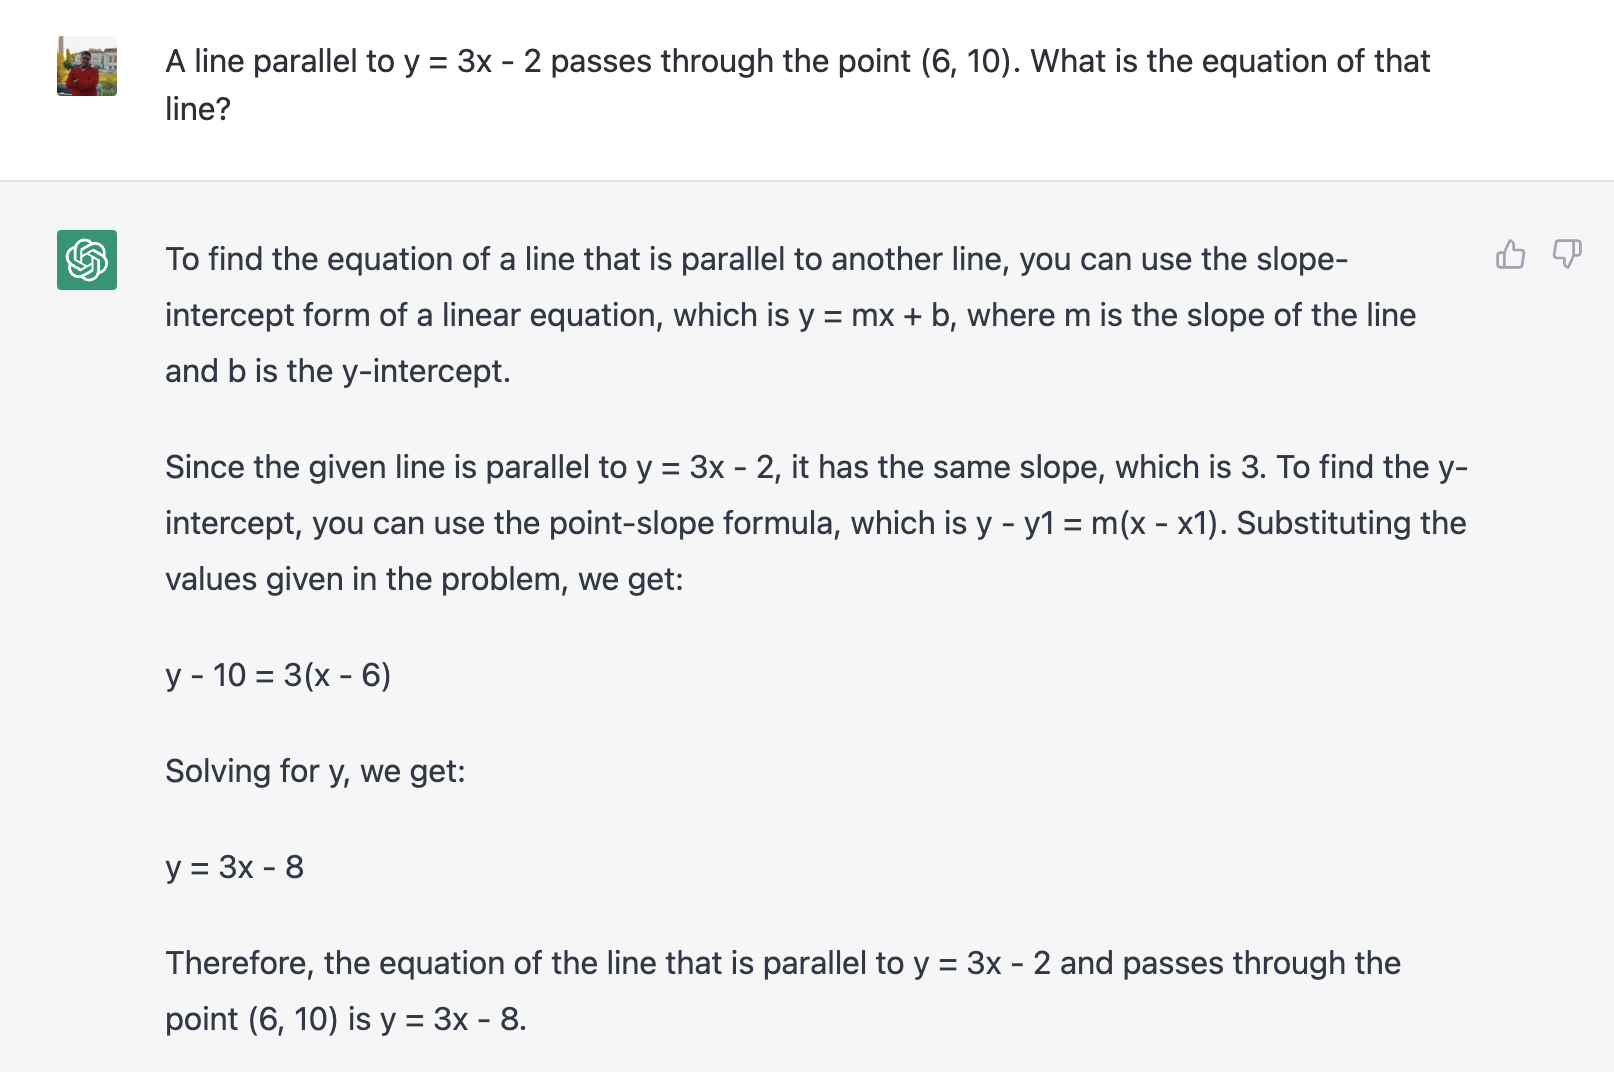 A line parallel to y = 3x - 2 passes through the point (6, 10). What is the equation of that
line?
To find the equation of a line that is parallel to another line, you can use the slope-
intercept form of a linear equation, which is y = mx + b, where m is the slope of the line
and b is the y-intercept.
Since the given line is parallel to y = 3x - 2, it has the same slope, which is 3. To find the y-
intercept, you can use the point-slope formula, which is y - y1 = m(x - x1). Substituting the
values given in the problem, we get:
y - 10 = 3(x - 6)
Solving for y, we get:
y = 3x - 8
Therefore, the equation of the line that is parallel to y = 3x - 2 and passes through the
point (6, 10) is y = 3x - 8.